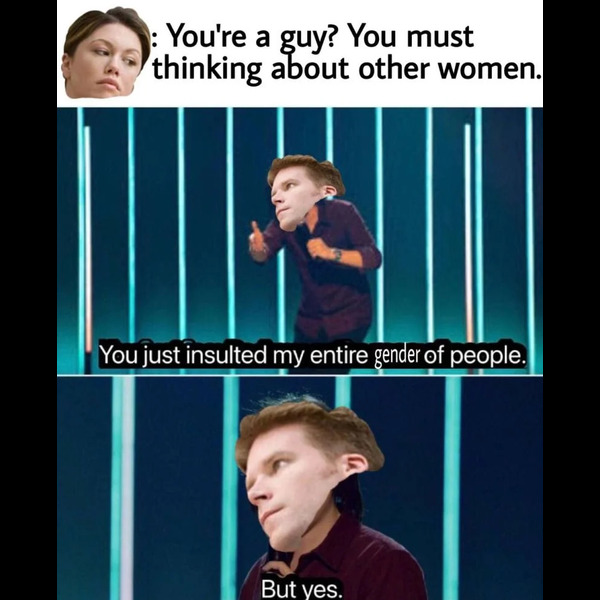 : You're a guy? You must
thinking about other women.
You just insulted my entire gender of people.
But yes.